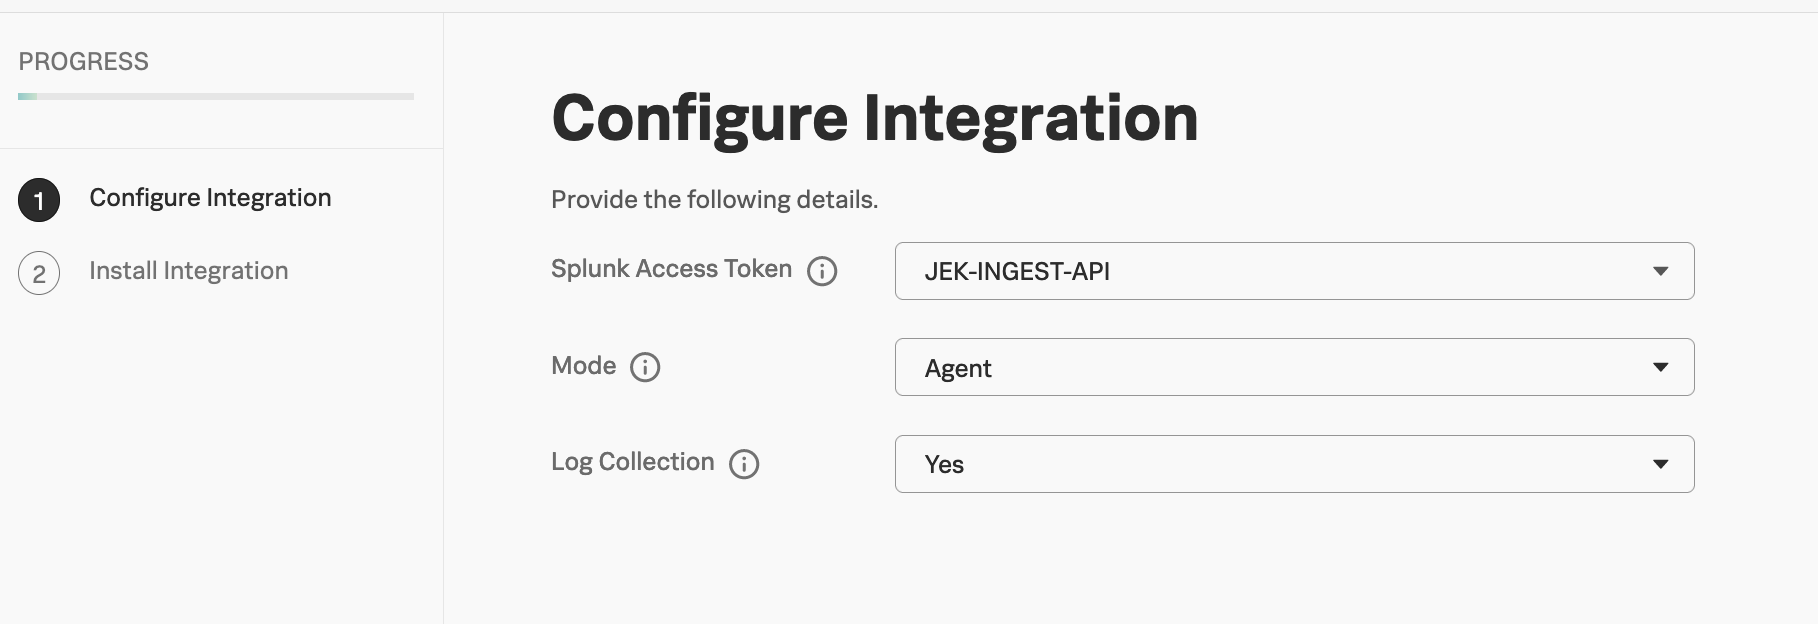 PROGRESS
1 Configure Integration
2 Install Integration
Configure Integration
Provide the following details.
Splunk Access Token JEK-INGEST-API
Mode Agent
Log Collection Yes